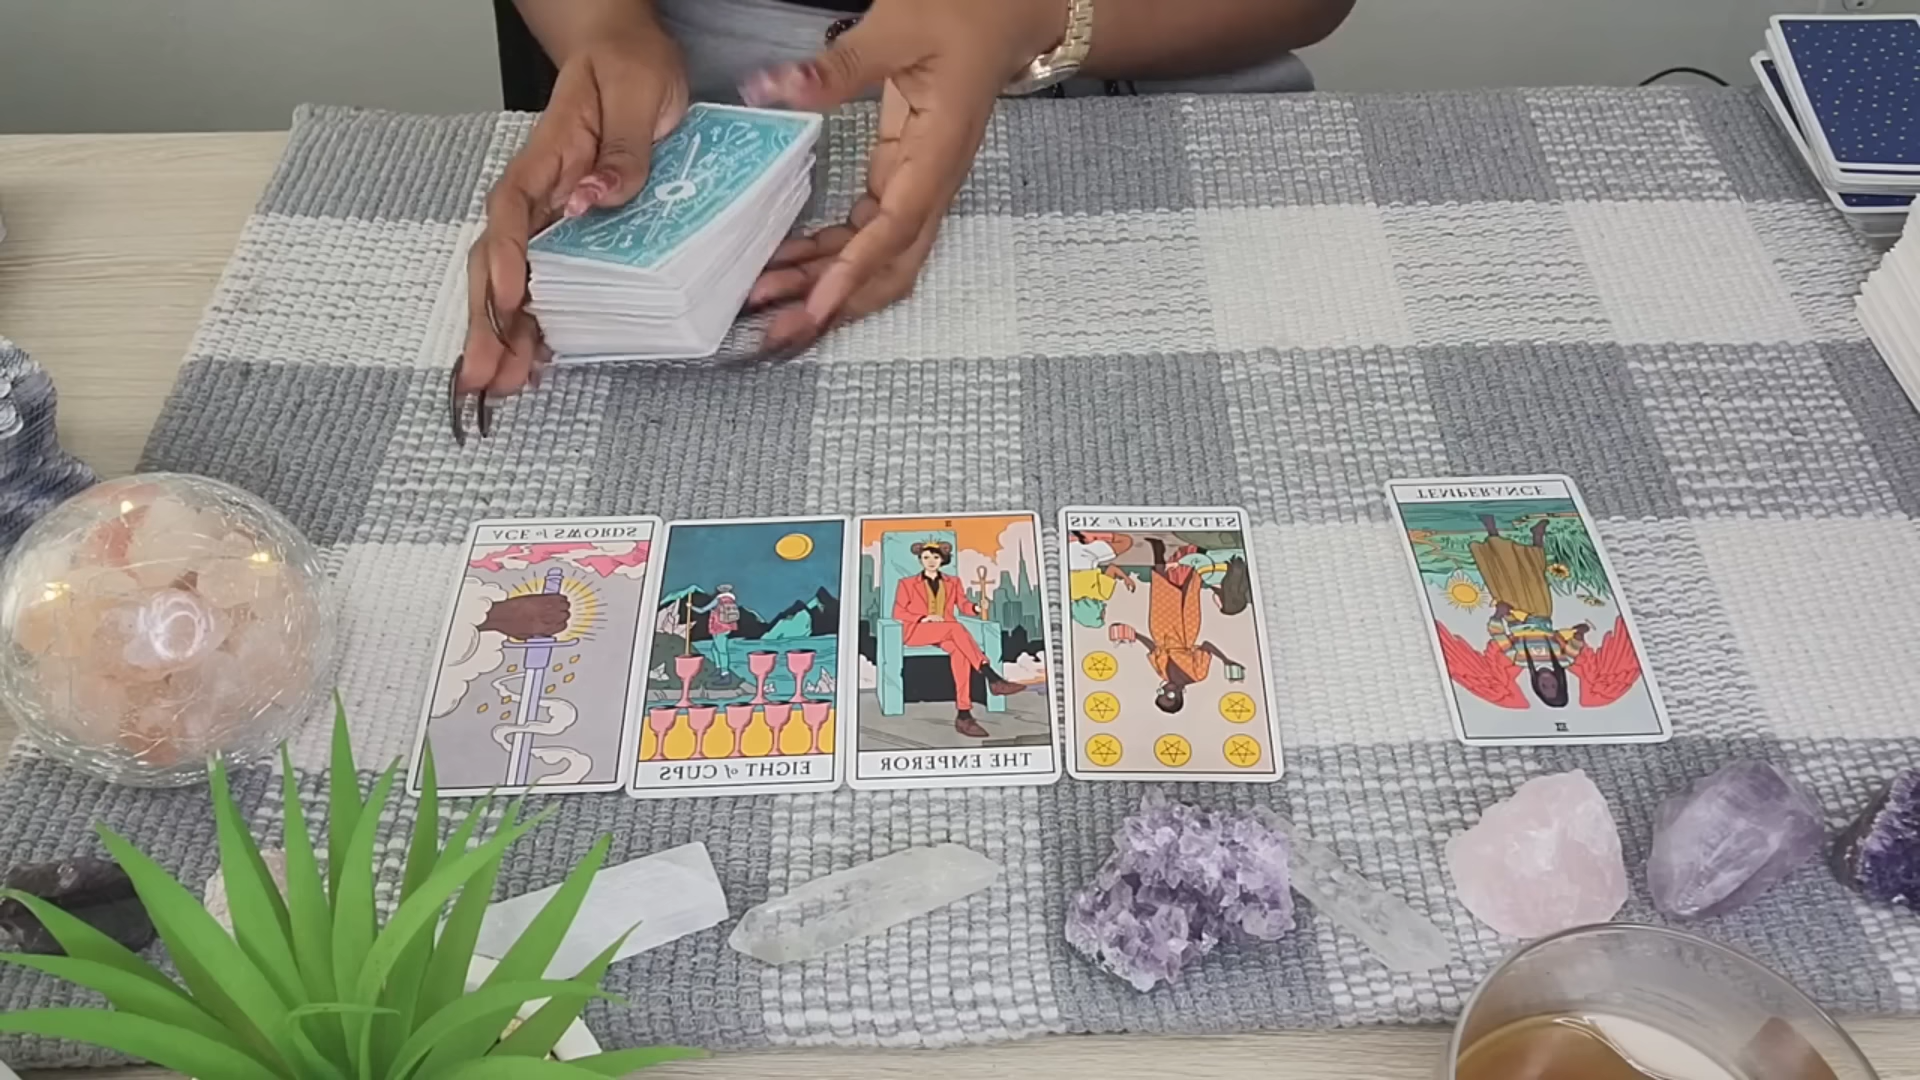 ACE of SWORDS
EIGHT of CUPS
THE EMPEROR
SIX of PENTACLES
TEMPERANCE